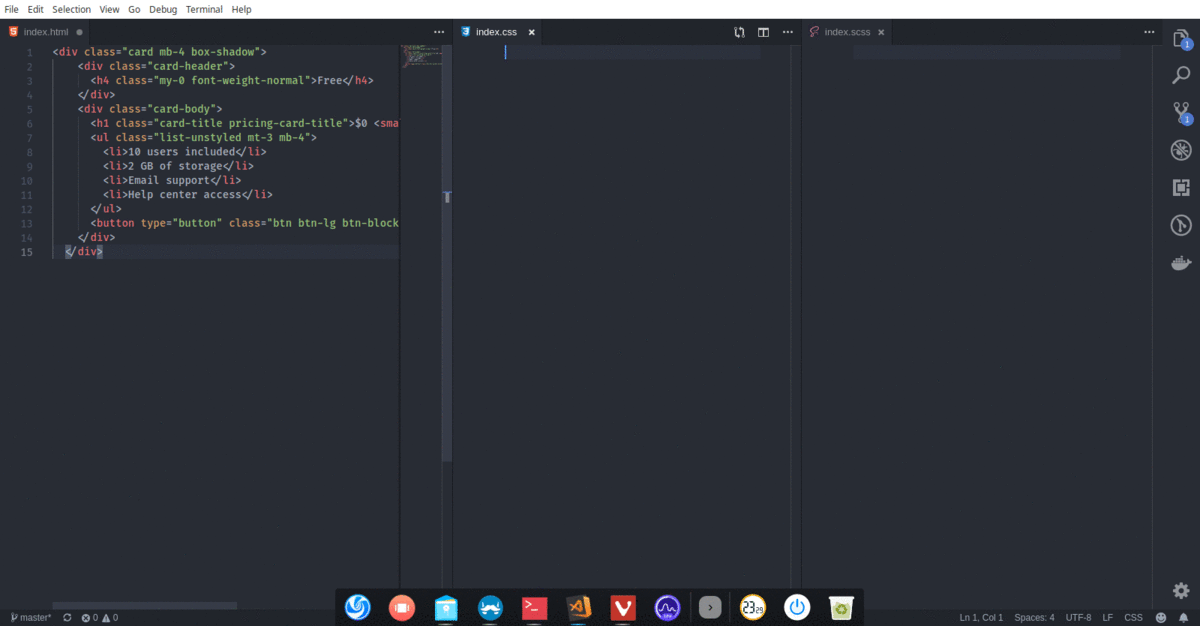 File Edit Selection View Go Debug Terminal Help
index.html
index.css
index.scss
1 <div class="card mb-4 box-shadow">
2 <div class="card-header">
3 <h4 class="my-0 font-weight-normal">Free</h4>
4 </div>
5 <div class="card-body">
6 <h1 class="card-title pricing-card-title">$0 <sma
7 <ul class="list-unstyled mt-3 mb-4">
8 <li>10 users included</li>
9 <li>2 GB of storage</li>
10 <li>Email support</li>
11 <li>Help center access</li>
12 </ul>
13 <button type="button" class="btn btn-lg btn-block
14 </div>
15 </div>
1
1
master* 0 0
23 29
Ln 1, Col 1 Spaces: 4 UTF-8 LF CSS